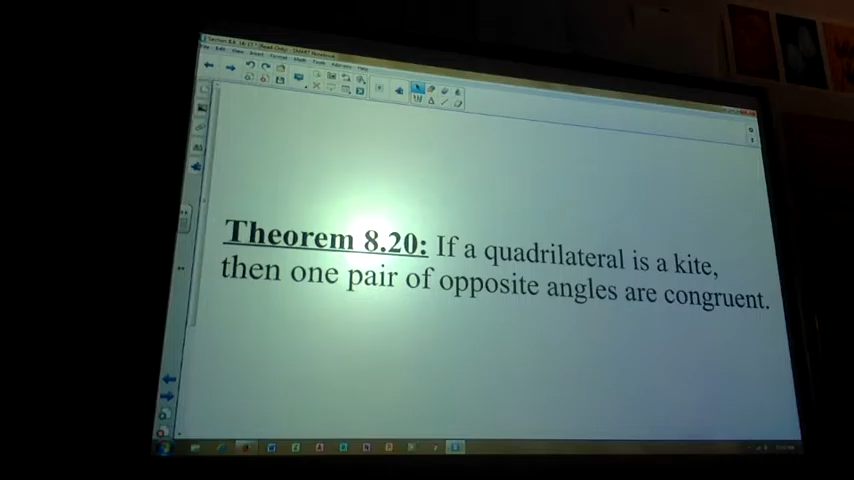 Theorem 8.20: If a quadrilateral is a kite,
then one pair of opposite angles are congruent.